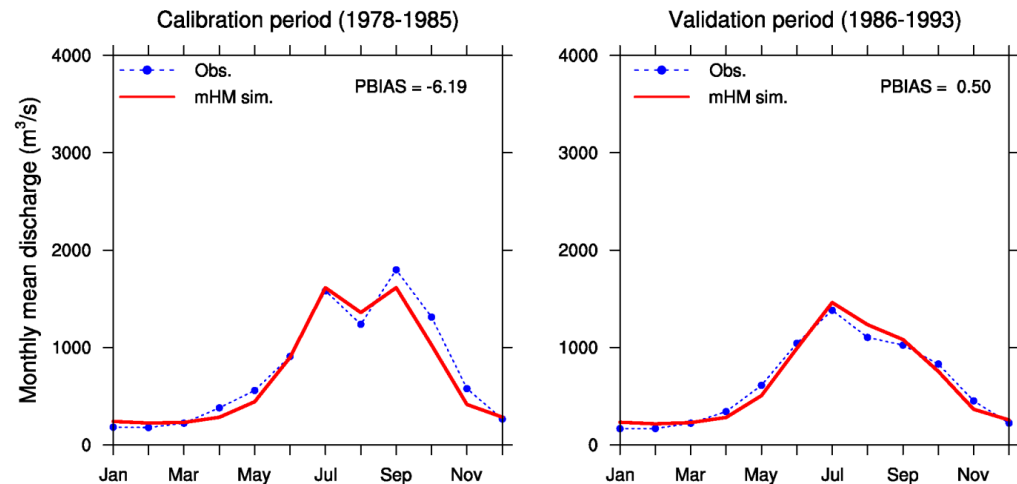 Calibration period (1978-1985)
Monthly mean discharge (m³/s)
4000
3000
2000
1000
0
Obs.
mHM sim.
PBIAS = -6.19
Jan Mar May Jul Sep Nov
Validation period (1986-1993)
4000
3000
2000
1000
0
Obs.
mHM sim.
PBIAS = 0.50
Jan Mar May Jul Sep Nov